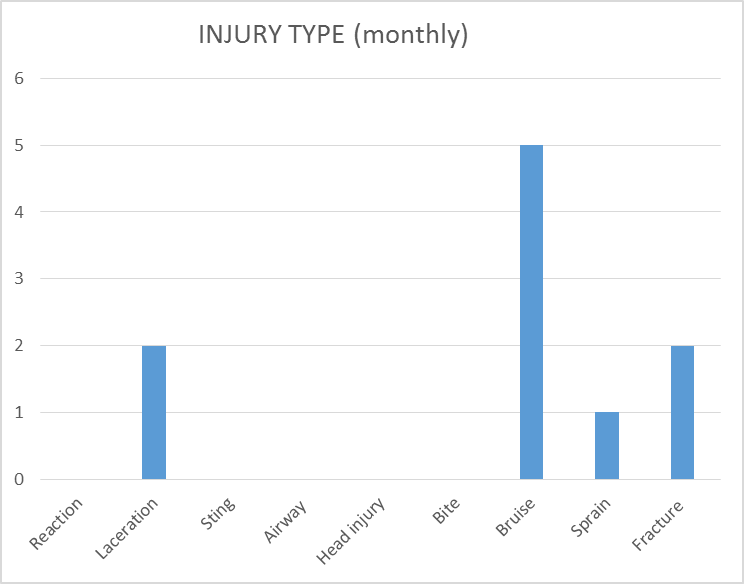 INJURY TYPE (monthly)
6
5
4
3
2
1
0
Reaction
Laceration
Sting
Airway
Head injury
Bite
Bruise
Sprain
Fracture